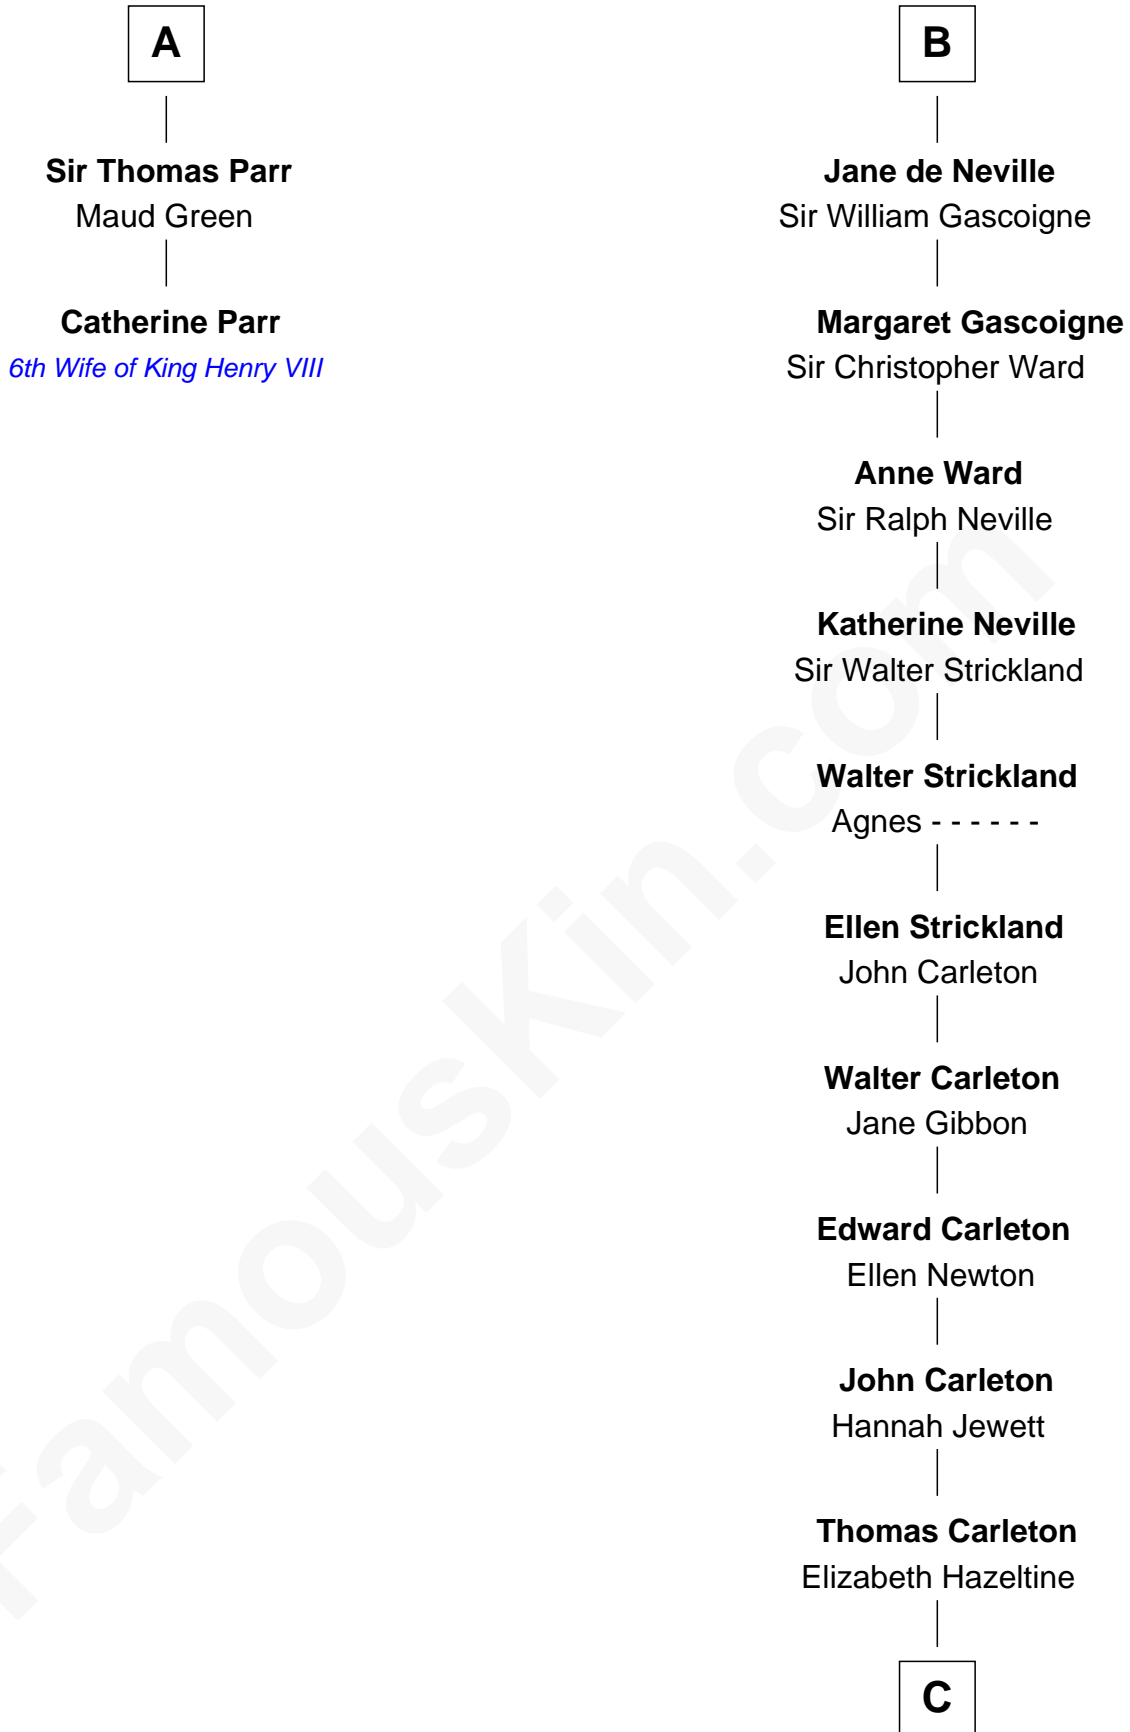 A
Sir Thomas Parr
Maud Green
Catherine Parr
6th Wife of King Henry VIII
B
Jane de Neville
Sir William Gascoigne
Margaret Gascoigne
Sir Christopher Ward
Anne Ward
Sir Ralph Neville
Katherine Neville
Sir Walter Strickland
Walter Strickland
Agnes - - - - - -
Ellen Strickland
John Carleton
Walter Carleton
Jane Gibbon
Edward Carleton
Ellen Newton
John Carleton
Hannah Jewett
Thomas Carleton
Elizabeth Hazeltine
C
FamousKin.com